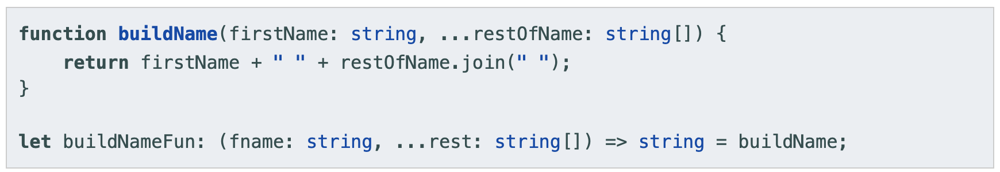 function buildName(firstName: string, ...restOfName: string[]) {
    return firstName + " " + restOfName.join(" ");
}
let buildNameFun: (fname: string, ...rest: string[]) => string = buildName;